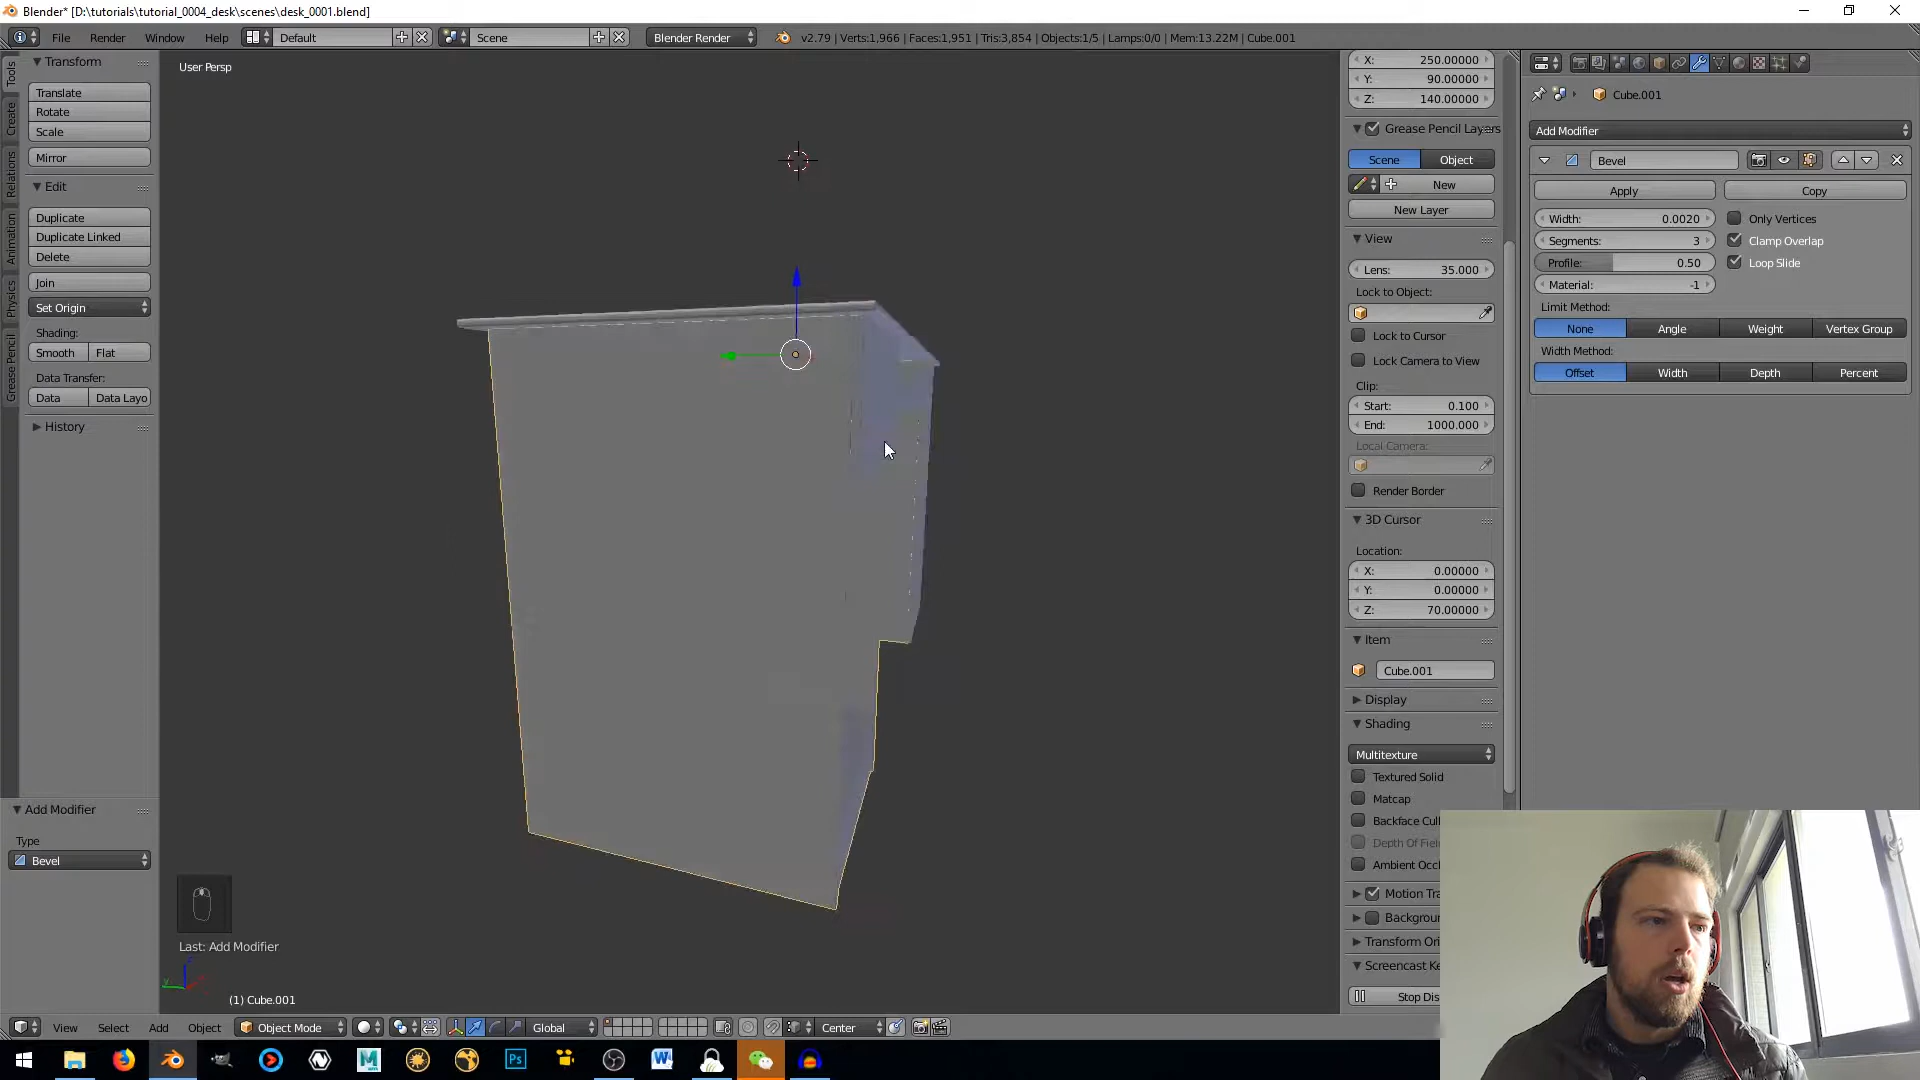 Blender* [D:\tutorials\tutorial_0004_desk\scenes\desk_0001.blend]
File Render Window Help Default Scene Blender Render v2.79 | Verts:1,966 | Faces:1,951 | Tris:3,854 | Objects:1/5 | Lamps:0/0 | Mem:13.22M | Cube.001
Tools
Create
Relations
Animation
Physics
Grease Pencil
Transform
Translate
Rotate
Scale
Mirror
Edit
Duplicate
Duplicate Linked
Delete
Join
Set Origin
Shading:
Smooth Flat
Data Transfer:
Data Data Layo
History
Add Modifier
Type
Bevel
User Persp
Last: Add Modifier
(1) Cube.001
X: 250.00000
Y: 90.00000
Z: 140.00000
Grease Pencil Layers
Scene Object
New
New Layer
View
Lens: 35.000
Lock to Object:
Lock to Cursor
Lock Camera to View
Clip:
Start: 0.100
End: 1000.000
Local Camera:
Render Border
3D Cursor
Location:
X: 0.00000
Y: 0.00000
Z: 70.00000
Item
Cube.001
Display
Shading
Multitexture
Textured Solid
Matcap
Backface Cull
Depth Of Fiel
Ambient Occl
Motion Tra
Backgroun
Transform Ori
Screencast Ke
Stop Dis
Cube.001
Add Modifier
Bevel
Apply Copy
Width: 0.0020 Only Vertices
Segments: 3 Clamp Overlap
Profile: 0.50 Loop Slide
Material: -1
Limit Method:
None Angle Weight Vertex Group
Width Method:
Offset Width Depth Percent
View Select Add Object Object Mode Global Center